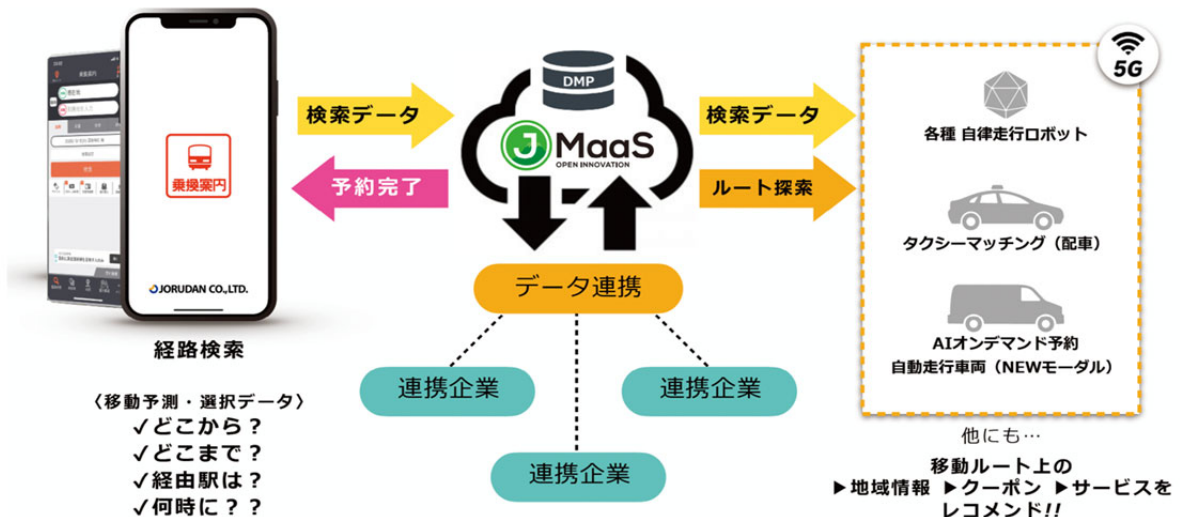 乗換案内
JORUDAN CO.,LTD.
経路検索
〈移動予測・選択データ〉
✓どこから？
✓どこまで？
✓経由駅は？
✓何時に？？
検索データ
予約完了
DMP
J MaaS
OPEN INNOVATION
データ連携
連携企業
連携企業
連携企業
検索データ
ルート探索
5G
各種 自律走行ロボット
タクシーマッチング（配車）
AIオンデマンド予約
自動走行車両（NEWモーダル）
他にも…
移動ルート上の
▶地域情報 ▶クーポン ▶サービスを
レコメンド!!